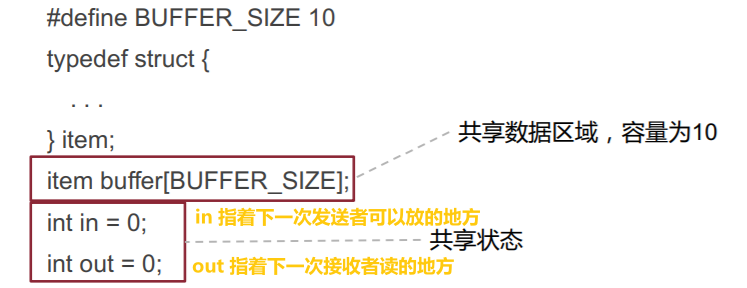 #define BUFFER_SIZE 10
typedef struct {
. . .
} item;
共享数据区域，容量为10
item buffer[BUFFER_SIZE];
int in = 0;
in 指着下一次发送者可以放的地方
共享状态
int out = 0;
out 指着下一次接收者读的地方